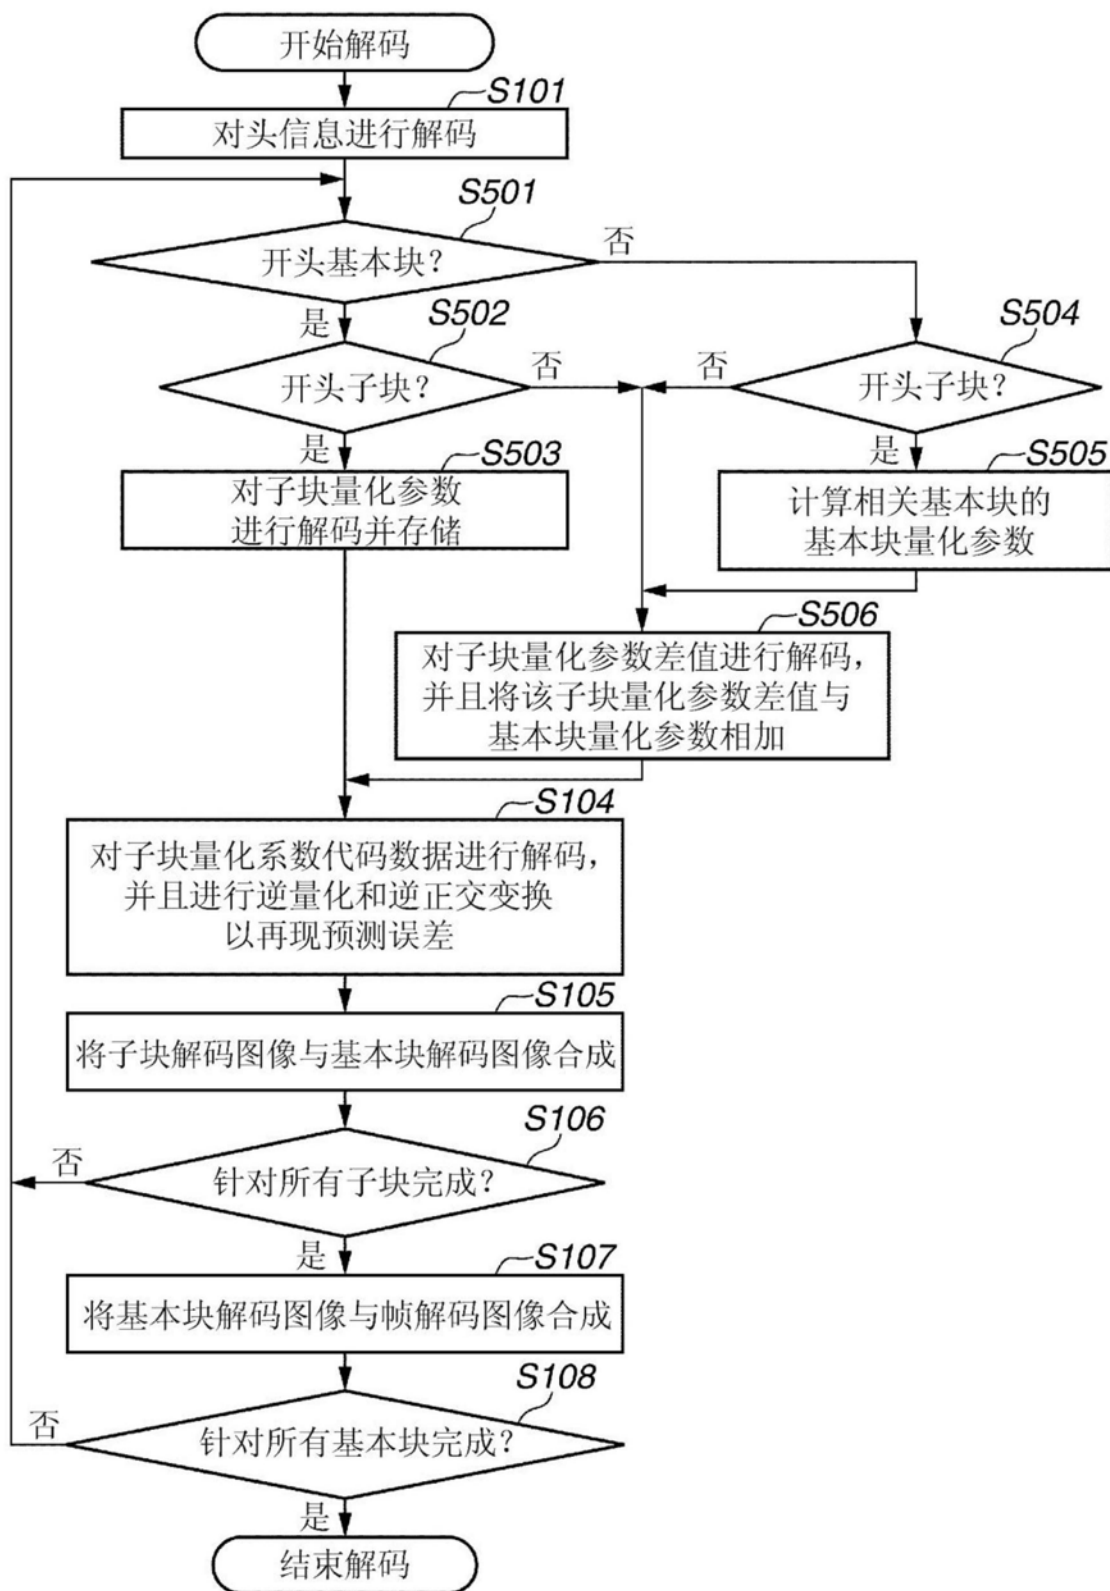 开始解码
S101
对头信息进行解码
S501
开头基本块？
否
是
S502
开头子块？
否
S504
开头子块？
否
是
S503
对子块量化参数
进行解码并存储
是
S505
计算相关基本块的
基本块量化参数
S506
对子块量化参数差值进行解码，
并且将该子块量化参数差值与
基本块量化参数相加
S104
对子块量化系数代码数据进行解码，
并且进行逆量化和逆正交变换
以再现预测误差
S105
将子块解码图像与基本块解码图像合成
S106
针对所有子块完成？
否
是
S107
将基本块解码图像与帧解码图像合成
S108
针对所有基本块完成？
否
是
结束解码